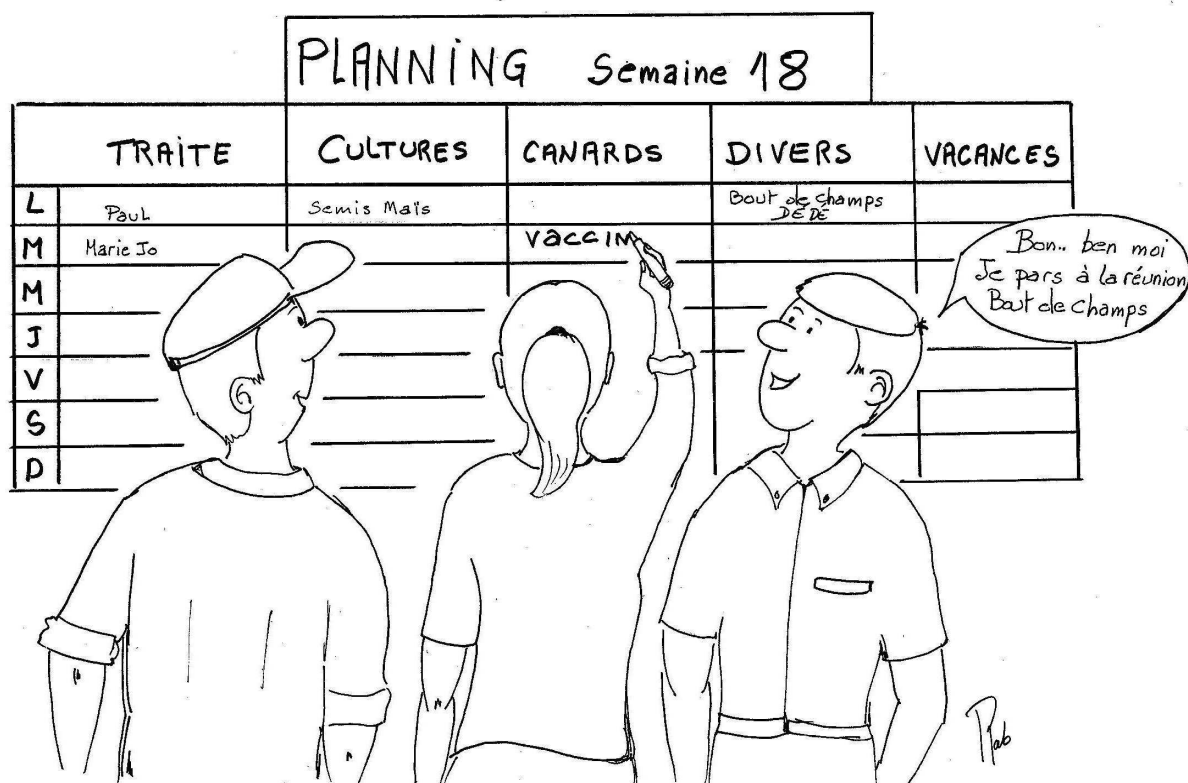 PLANNING Semaine 18
TRAITE CULTURES CANARDS DIVERS VACANCES
L Paul Semis Maïs Bout de champs
DÉDÉ
M Marie Jo vaccin
M
J
V
S
D
Bon.. ben moi
Je pars à la réunion
Bout de champs